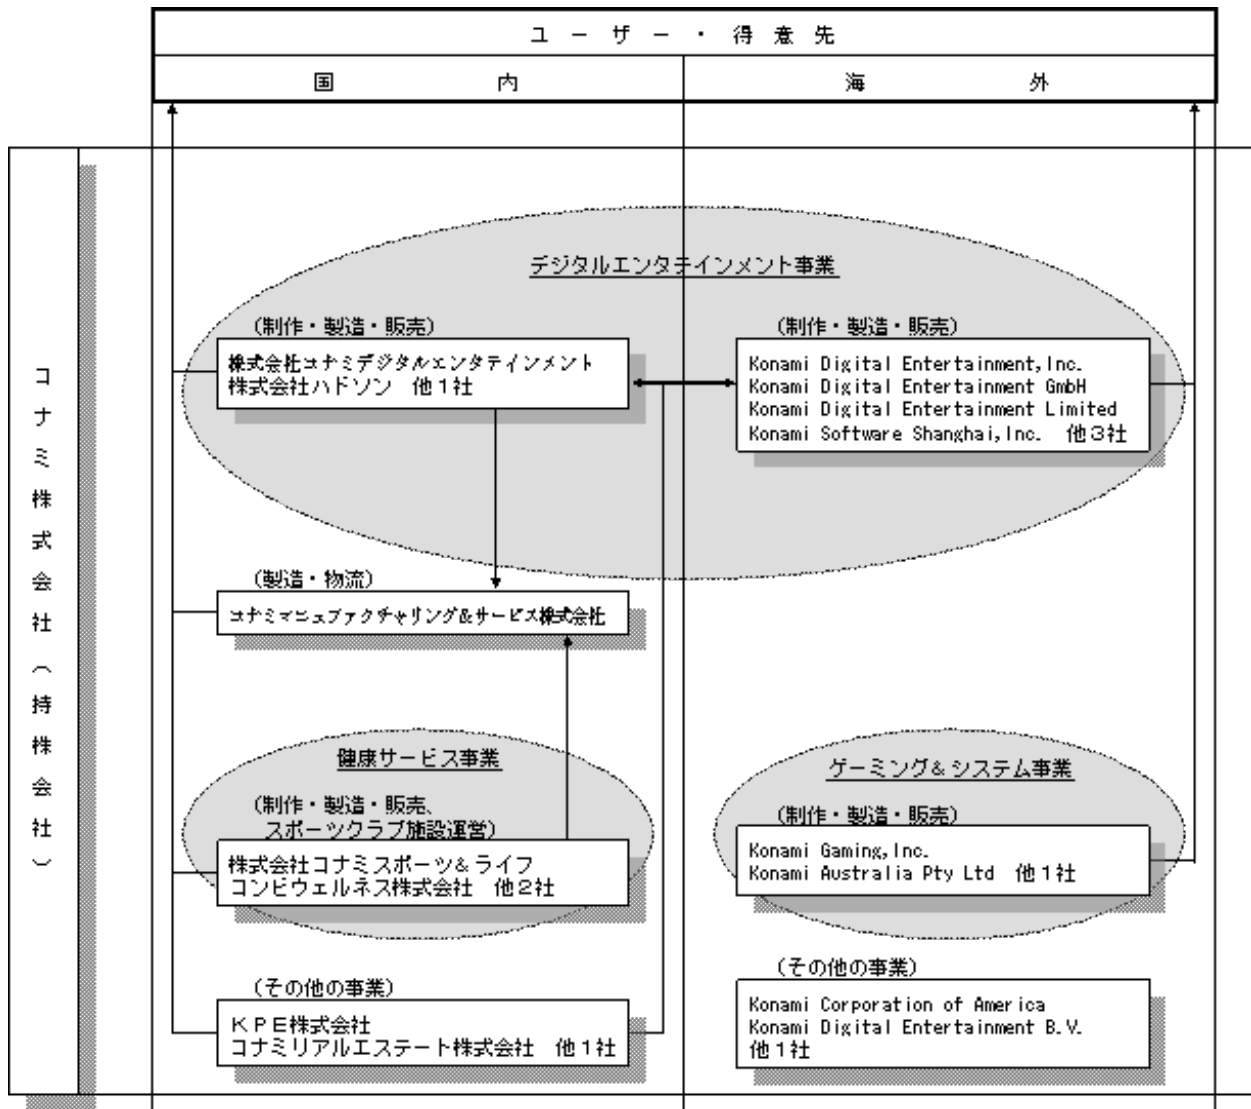 ユーザー・得意先
国内
海外
コナミ株式会社（持株会社）
デジタルエンタテインメント事業
（制作・製造・販売）
株式会社コナミデジタルエンタテインメント
株式会社ハドソン　他１社
（制作・製造・販売）
Konami Digital Entertainment,Inc.
Konami Digital Entertainment GmbH
Konami Digital Entertainment Limited
Konami Software Shanghai,Inc.　他３社
（製造・物流）
コナミマニュファクチャリング＆サービス株式会社
健康サービス事業
（制作・製造・販売、
スポーツクラブ施設運営）
株式会社コナミスポーツ＆ライフ
コンビウェルネス株式会社　他２社
ゲーミング＆システム事業
（制作・製造・販売）
Konami Gaming,Inc.
Konami Australia Pty Ltd　他１社
（その他の事業）
ＫＰＥ株式会社
コナミリアルエステート株式会社　他１社
（その他の事業）
Konami Corporation of America
Konami Digital Entertainment B.V.
他１社